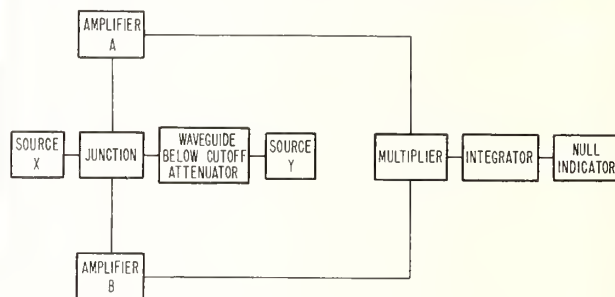 AMPLIFIER
A
SOURCE
X
JUNCTION
WAVEGUIDE
BELOW CUTOFF
ATTENUATOR
SOURCE
Y
MULTIPLIER
INTEGRATOR
NULL
INDICATOR
AMPLIFIER
B